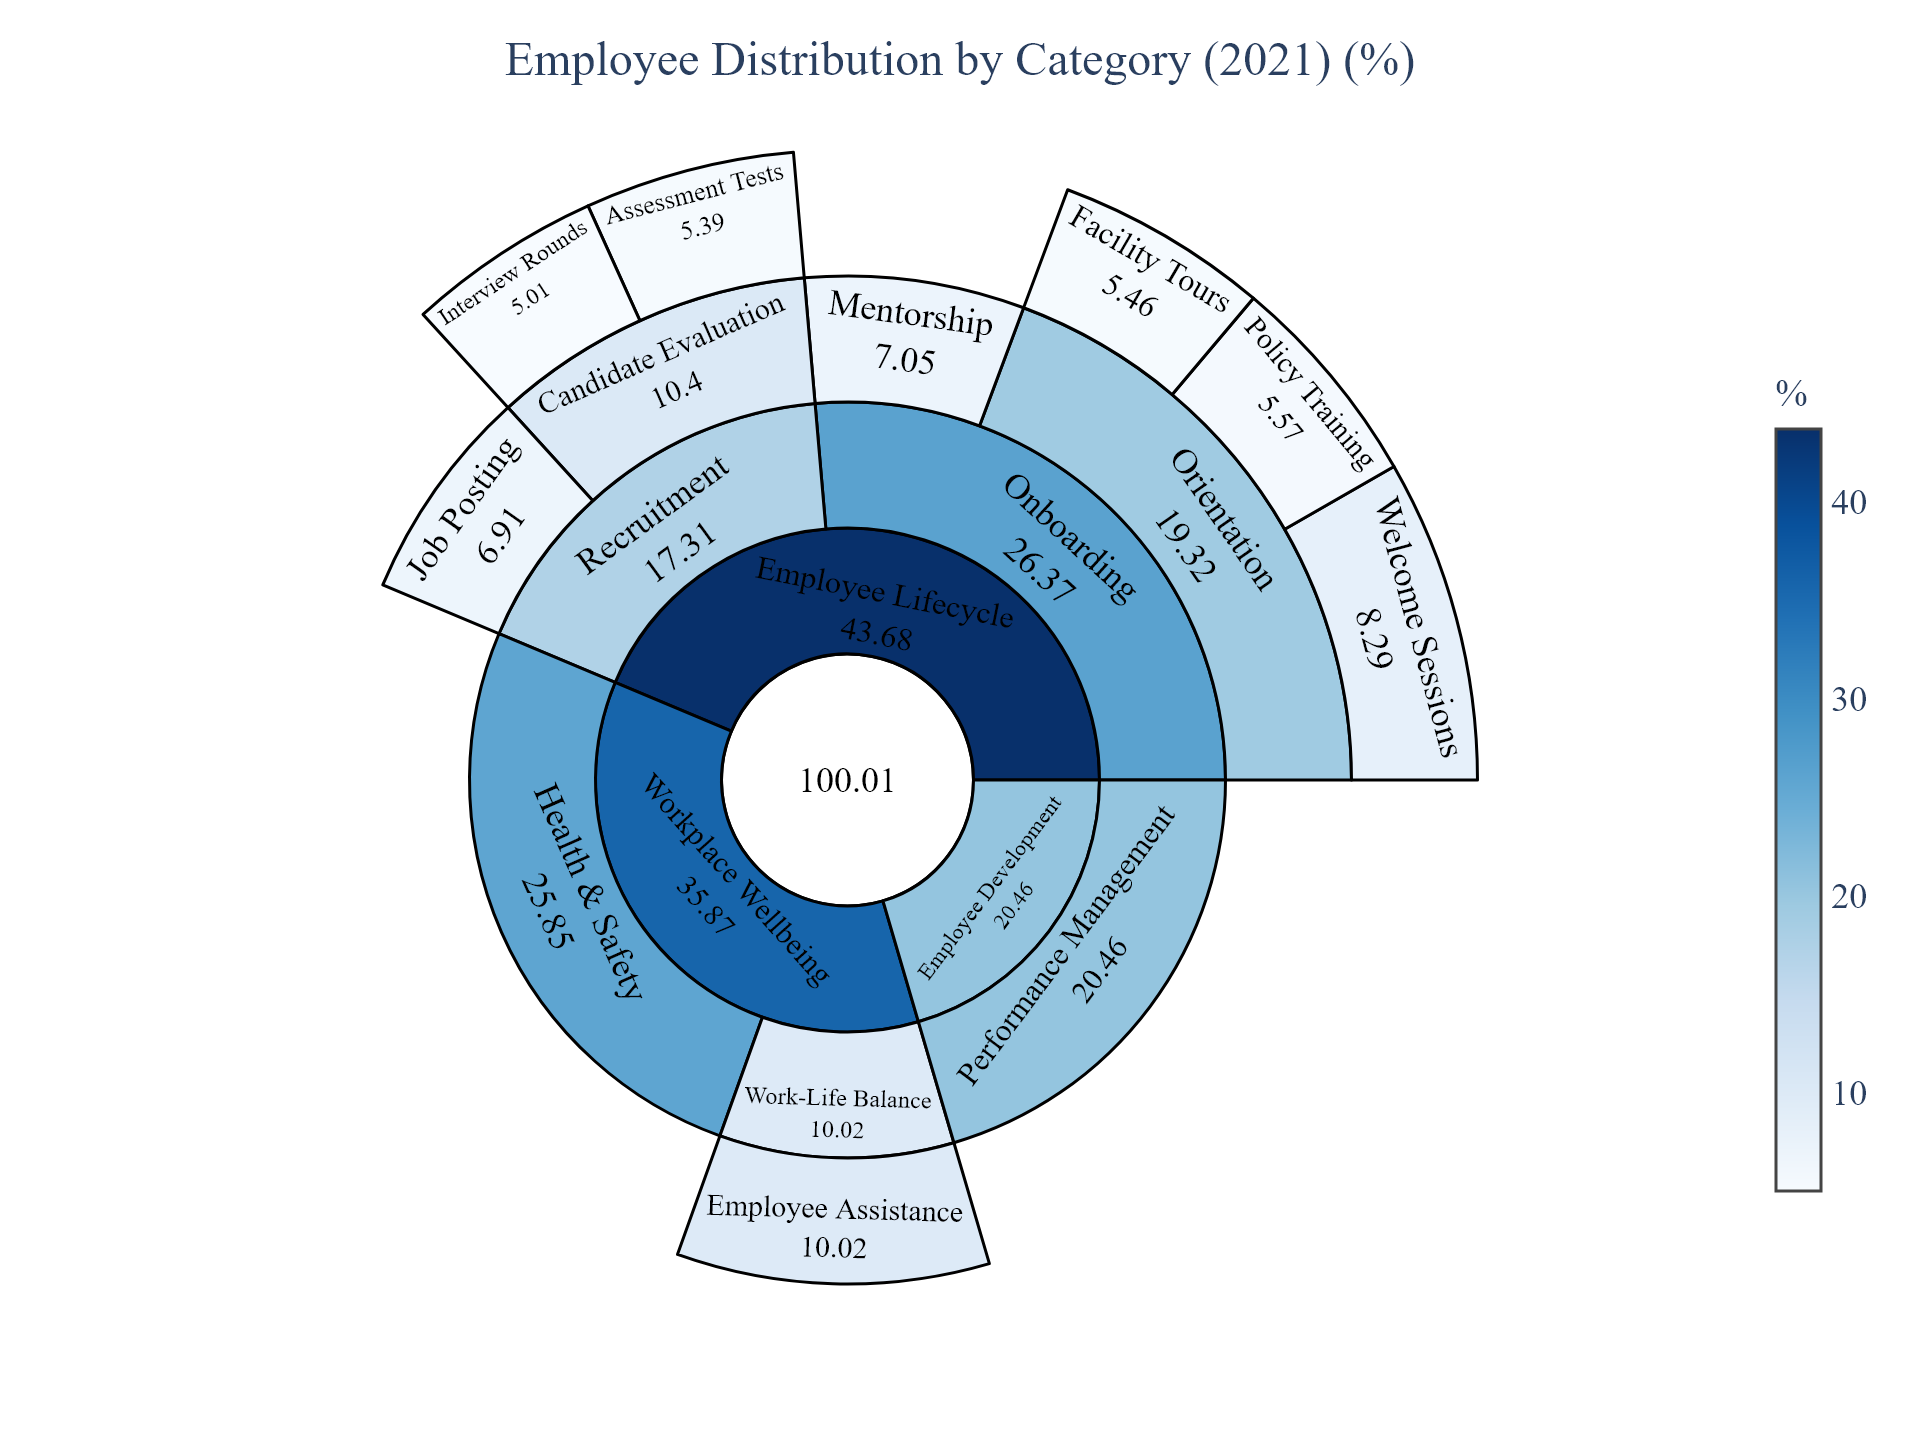 Employee Distribution by Category (2021) (%)
Assessment Tests
5.39
Interview Rounds
5.01
Facility Tours
5.46
Policy Training
5.57
Welcome Sessions
8.29
Mentorship
7.05
Candidate Evaluation
10.4
Job Posting
6.91
Orientation
19.32
Recruitment
17.31
Onboarding
26.37
Employee Lifecycle
43.68
100.01
Workplace Wellbeing
35.87
Employee Development
20.46
Health & Safety
25.85
Performance Management
20.46
Work-Life Balance
10.02
Employee Assistance
10.02
%
40
30
20
10